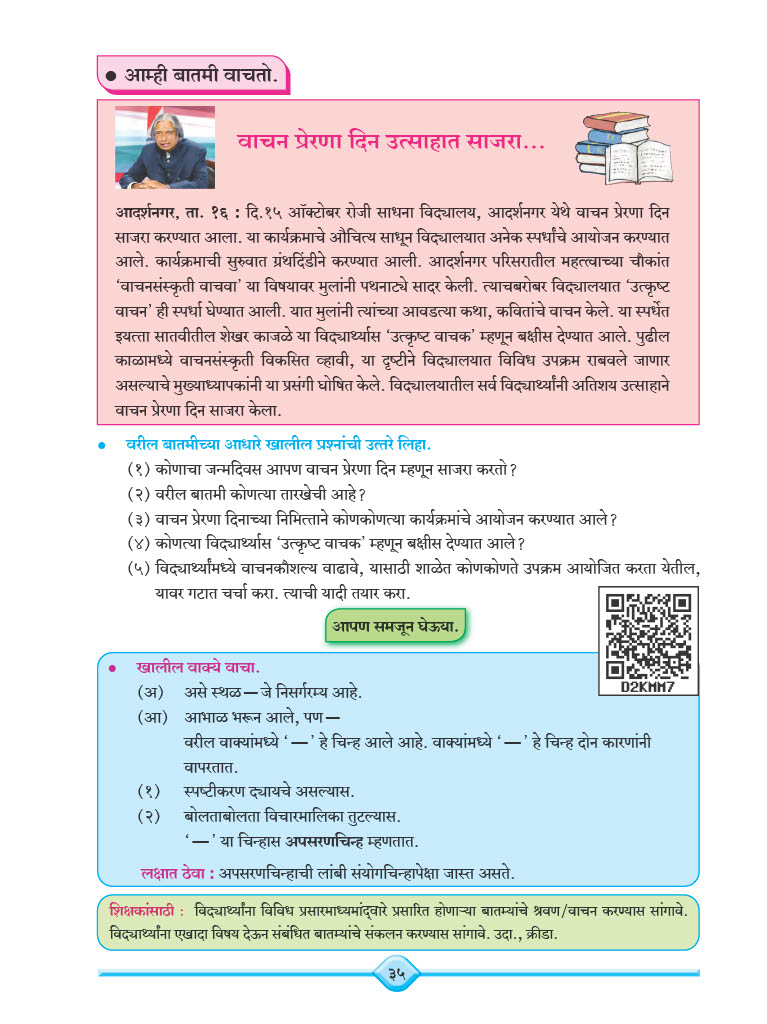 ● आम्ही बातमी वाचतो.
वाचन प्रेरणा दिन उत्साहात साजरा...
आदर्शनगर, ता. १६ : दि.१५ ऑक्टोबर रोजी साधना विद्यालय, आदर्शनगर येथे वाचन प्रेरणा दिन
साजरा करण्यात आला. या कार्यक्रमाचे औचित्य साधून विद्यालयात अनेक स्पर्धांचे आयोजन करण्यात
आले. कार्यक्रमाची सुरुवात ग्रंथदिंडीने करण्यात आली. आदर्शनगर परिसरातील महत्त्वाच्या चौकांत
‘वाचनसंस्कृती वाचवा’ या विषयावर मुलांनी पथनाट्ये सादर केली. त्याचबरोबर विद्यालयात ‘उत्कृष्ट
वाचन’ ही स्पर्धा घेण्यात आली. यात मुलांनी त्यांच्या आवडत्या कथा, कवितांचे वाचन केले. या स्पर्धेत
इयत्ता सातवीतील शेखर काजळे या विद्यार्थ्यास ‘उत्कृष्ट वाचक’ म्हणून बक्षीस देण्यात आले. पुढील
काळामध्ये वाचनसंस्कृती विकसित व्हावी, या दृष्टीने विद्यालयात विविध उपक्रम राबवले जाणार
असल्याचे मुख्याध्यापकांनी या प्रसंगी घोषित केले. विद्यालयातील सर्व विद्यार्थ्यांनी अतिशय उत्साहाने
वाचन प्रेरणा दिन साजरा केला.
● वरील बातमीच्या आधारे खालील प्रश्नांची उत्तरे लिहा.
(१) कोणाचा जन्मदिवस आपण वाचन प्रेरणा दिन म्हणून साजरा करतो?
(२) वरील बातमी कोणत्या तारखेची आहे?
(३) वाचन प्रेरणा दिनाच्या निमित्ताने कोणकोणत्या कार्यक्रमांचे आयोजन करण्यात आले?
(४) कोणत्या विद्यार्थ्यास ‘उत्कृष्ट वाचक’ म्हणून बक्षीस देण्यात आले?
(५) विद्यार्थ्यांमध्ये वाचनकौशल्य वाढावे, यासाठी शाळेत कोणकोणते उपक्रम आयोजित करता येतील,
यावर गटात चर्चा करा. त्याची यादी तयार करा.
आपण समजून घेऊया.
D2KMM7
● खालील वाक्ये वाचा.
(अ) असे स्थळ — जे निसर्गरम्य आहे.
(आ) आभाळ भरून आले, पण —
वरील वाक्यांमध्ये ‘ — ’ हे चिन्ह आले आहे. वाक्यांमध्ये ‘ — ’ हे चिन्ह दोन कारणांनी
वापरतात.
(१) स्पष्टीकरण द्यायचे असल्यास.
(२) बोलताबोलता विचारमालिका तुटल्यास.
‘ — ’ या चिन्हास अपसरणचिन्ह म्हणतात.
लक्षात ठेवा : अपसरणचिन्हाची लांबी संयोगचिन्हापेक्षा जास्त असते.
शिक्षकांसाठी : विद्यार्थ्यांना विविध प्रसारमाध्यमांद्वारे प्रसारित होणाऱ्या बातम्यांचे श्रवण/वाचन करण्यास सांगावे.
विद्यार्थ्यांना एखादा विषय देऊन संबंधित बातम्यांचे संकलन करण्यास सांगावे. उदा., क्रीडा.
३५